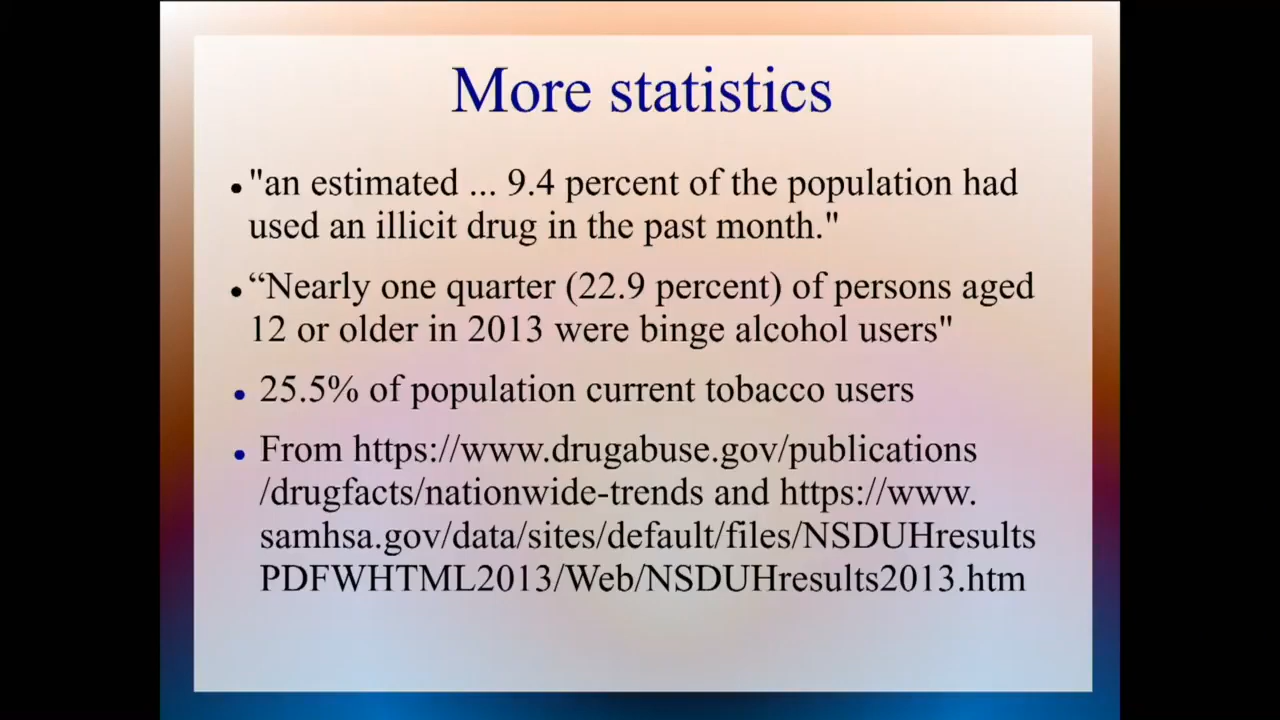 More statistics
"an estimated ... 9.4 percent of the population had
used an illicit drug in the past month."
“Nearly one quarter (22.9 percent) of persons aged
12 or older in 2013 were binge alcohol users"
25.5% of population current tobacco users
From https://www.drugabuse.gov/publications
/drugfacts/nationwide-trends and https://www.
samhsa.gov/data/sites/default/files/NSDUHresults
PDFWHTML2013/Web/NSDUHresults2013.htm